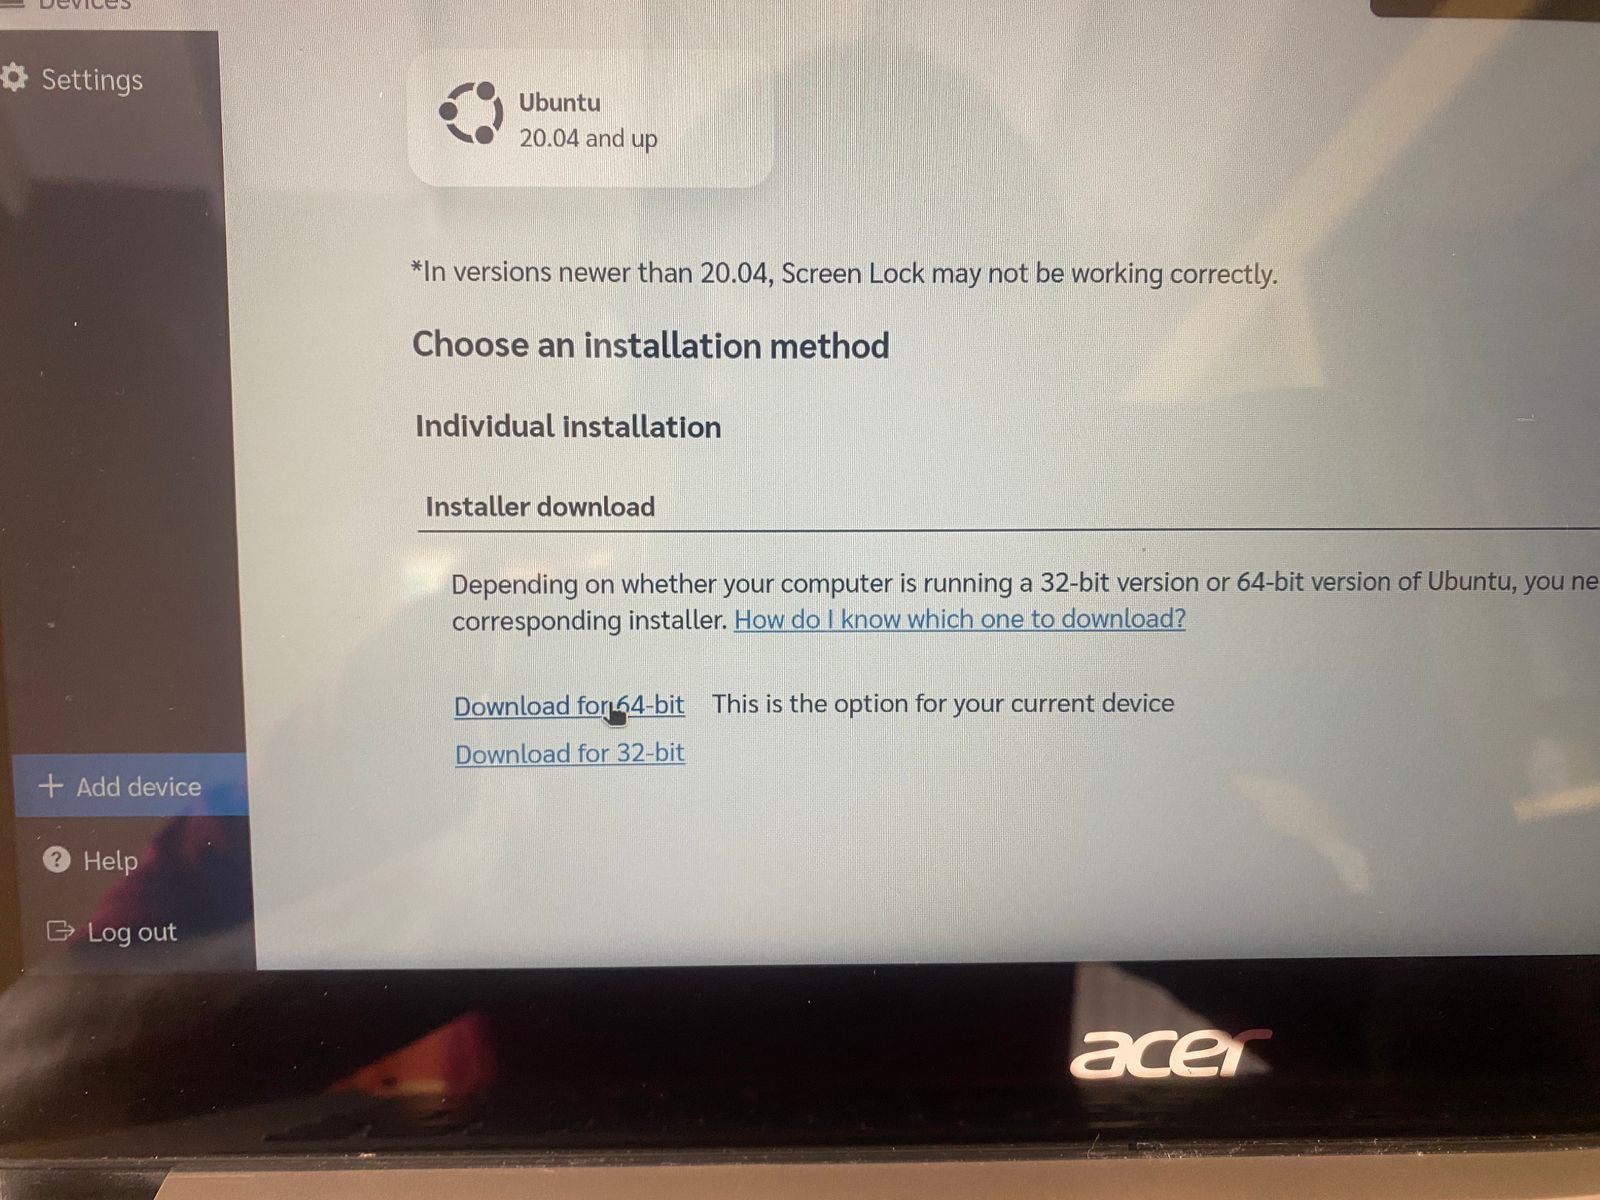 Devices
Settings
Ubuntu
20.04 and up
*In versions newer than 20.04, Screen Lock may not be working correctly.
Choose an installation method
Individual installation
Installer download
Depending on whether your computer is running a 32-bit version or 64-bit version of Ubuntu, you ne
corresponding installer. How do I know which one to download?
Download for 64-bit This is the option for your current device
Download for 32-bit
+ Add device
? Help
Log out
acer